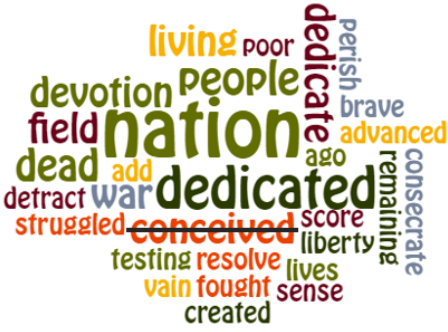 living poor dedicate perish
devotion people brave
field nation advanced
dead add ago consecrate
detract war dedicated remaining
struggled conceived score
liberty
testing resolve lives
vain fought sense
created